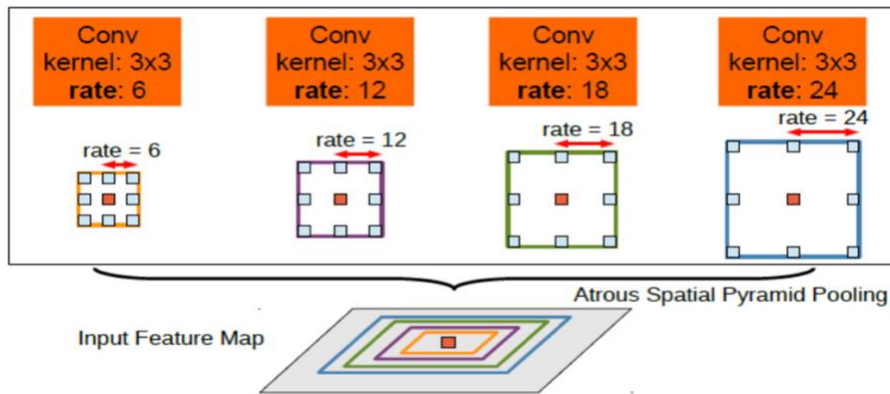 Conv
kernel: 3x3
rate: 6
Conv
kernel: 3x3
rate: 12
Conv
kernel: 3x3
rate: 18
Conv
kernel: 3x3
rate: 24
rate = 6
rate = 12
rate = 18
rate = 24
Atrous Spatial Pyramid Pooling
Input Feature Map